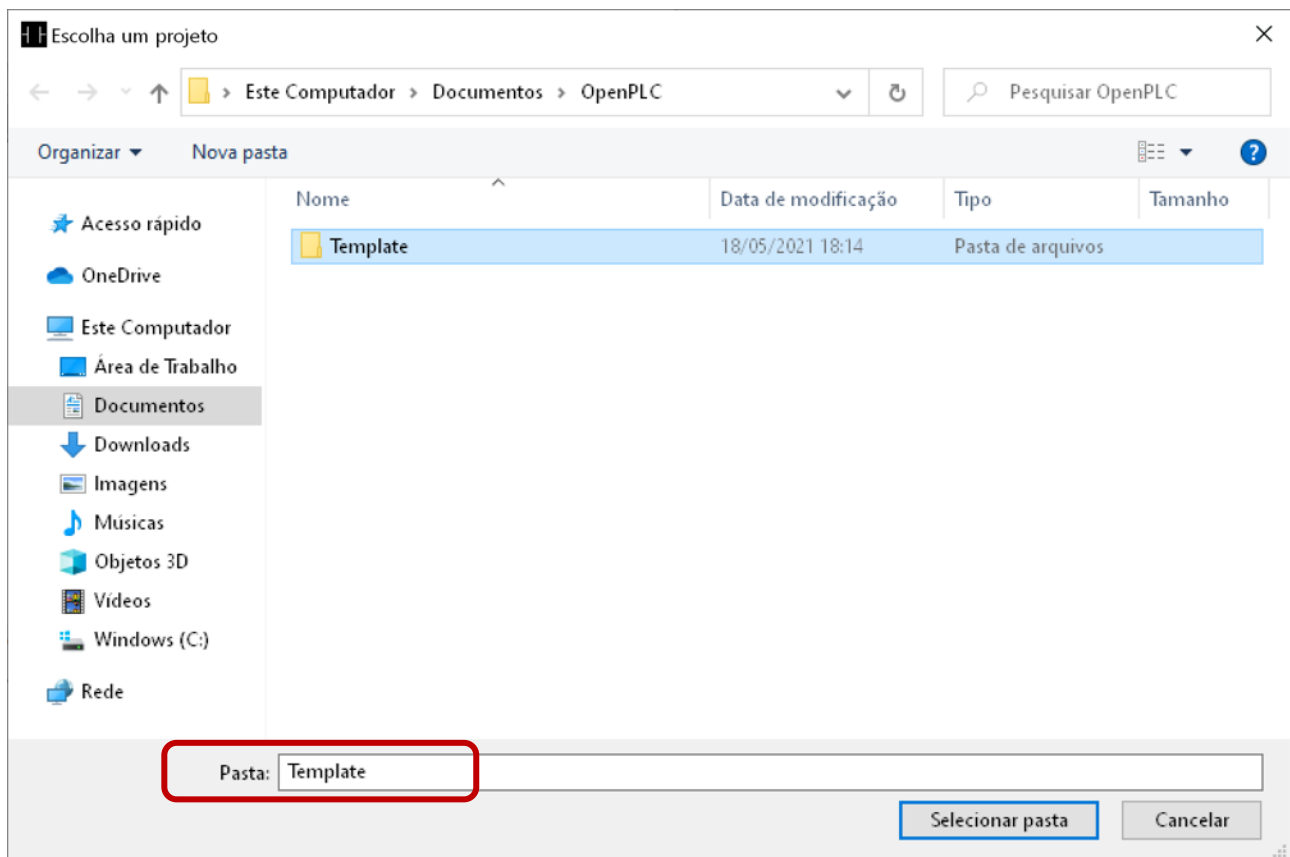 Escolha um projeto
Este Computador > Documentos > OpenPLC
Pesquisar OpenPLC
Organizar
Nova pasta
Nome
Data de modificação
Tipo
Tamanho
Template
18/05/2021 18:14
Pasta de arquivos
Acesso rápido
OneDrive
Este Computador
Área de Trabalho
Documentos
Downloads
Imagens
Músicas
Objetos 3D
Vídeos
Windows (C:)
Rede
Pasta: Template
Selecionar pasta
Cancelar